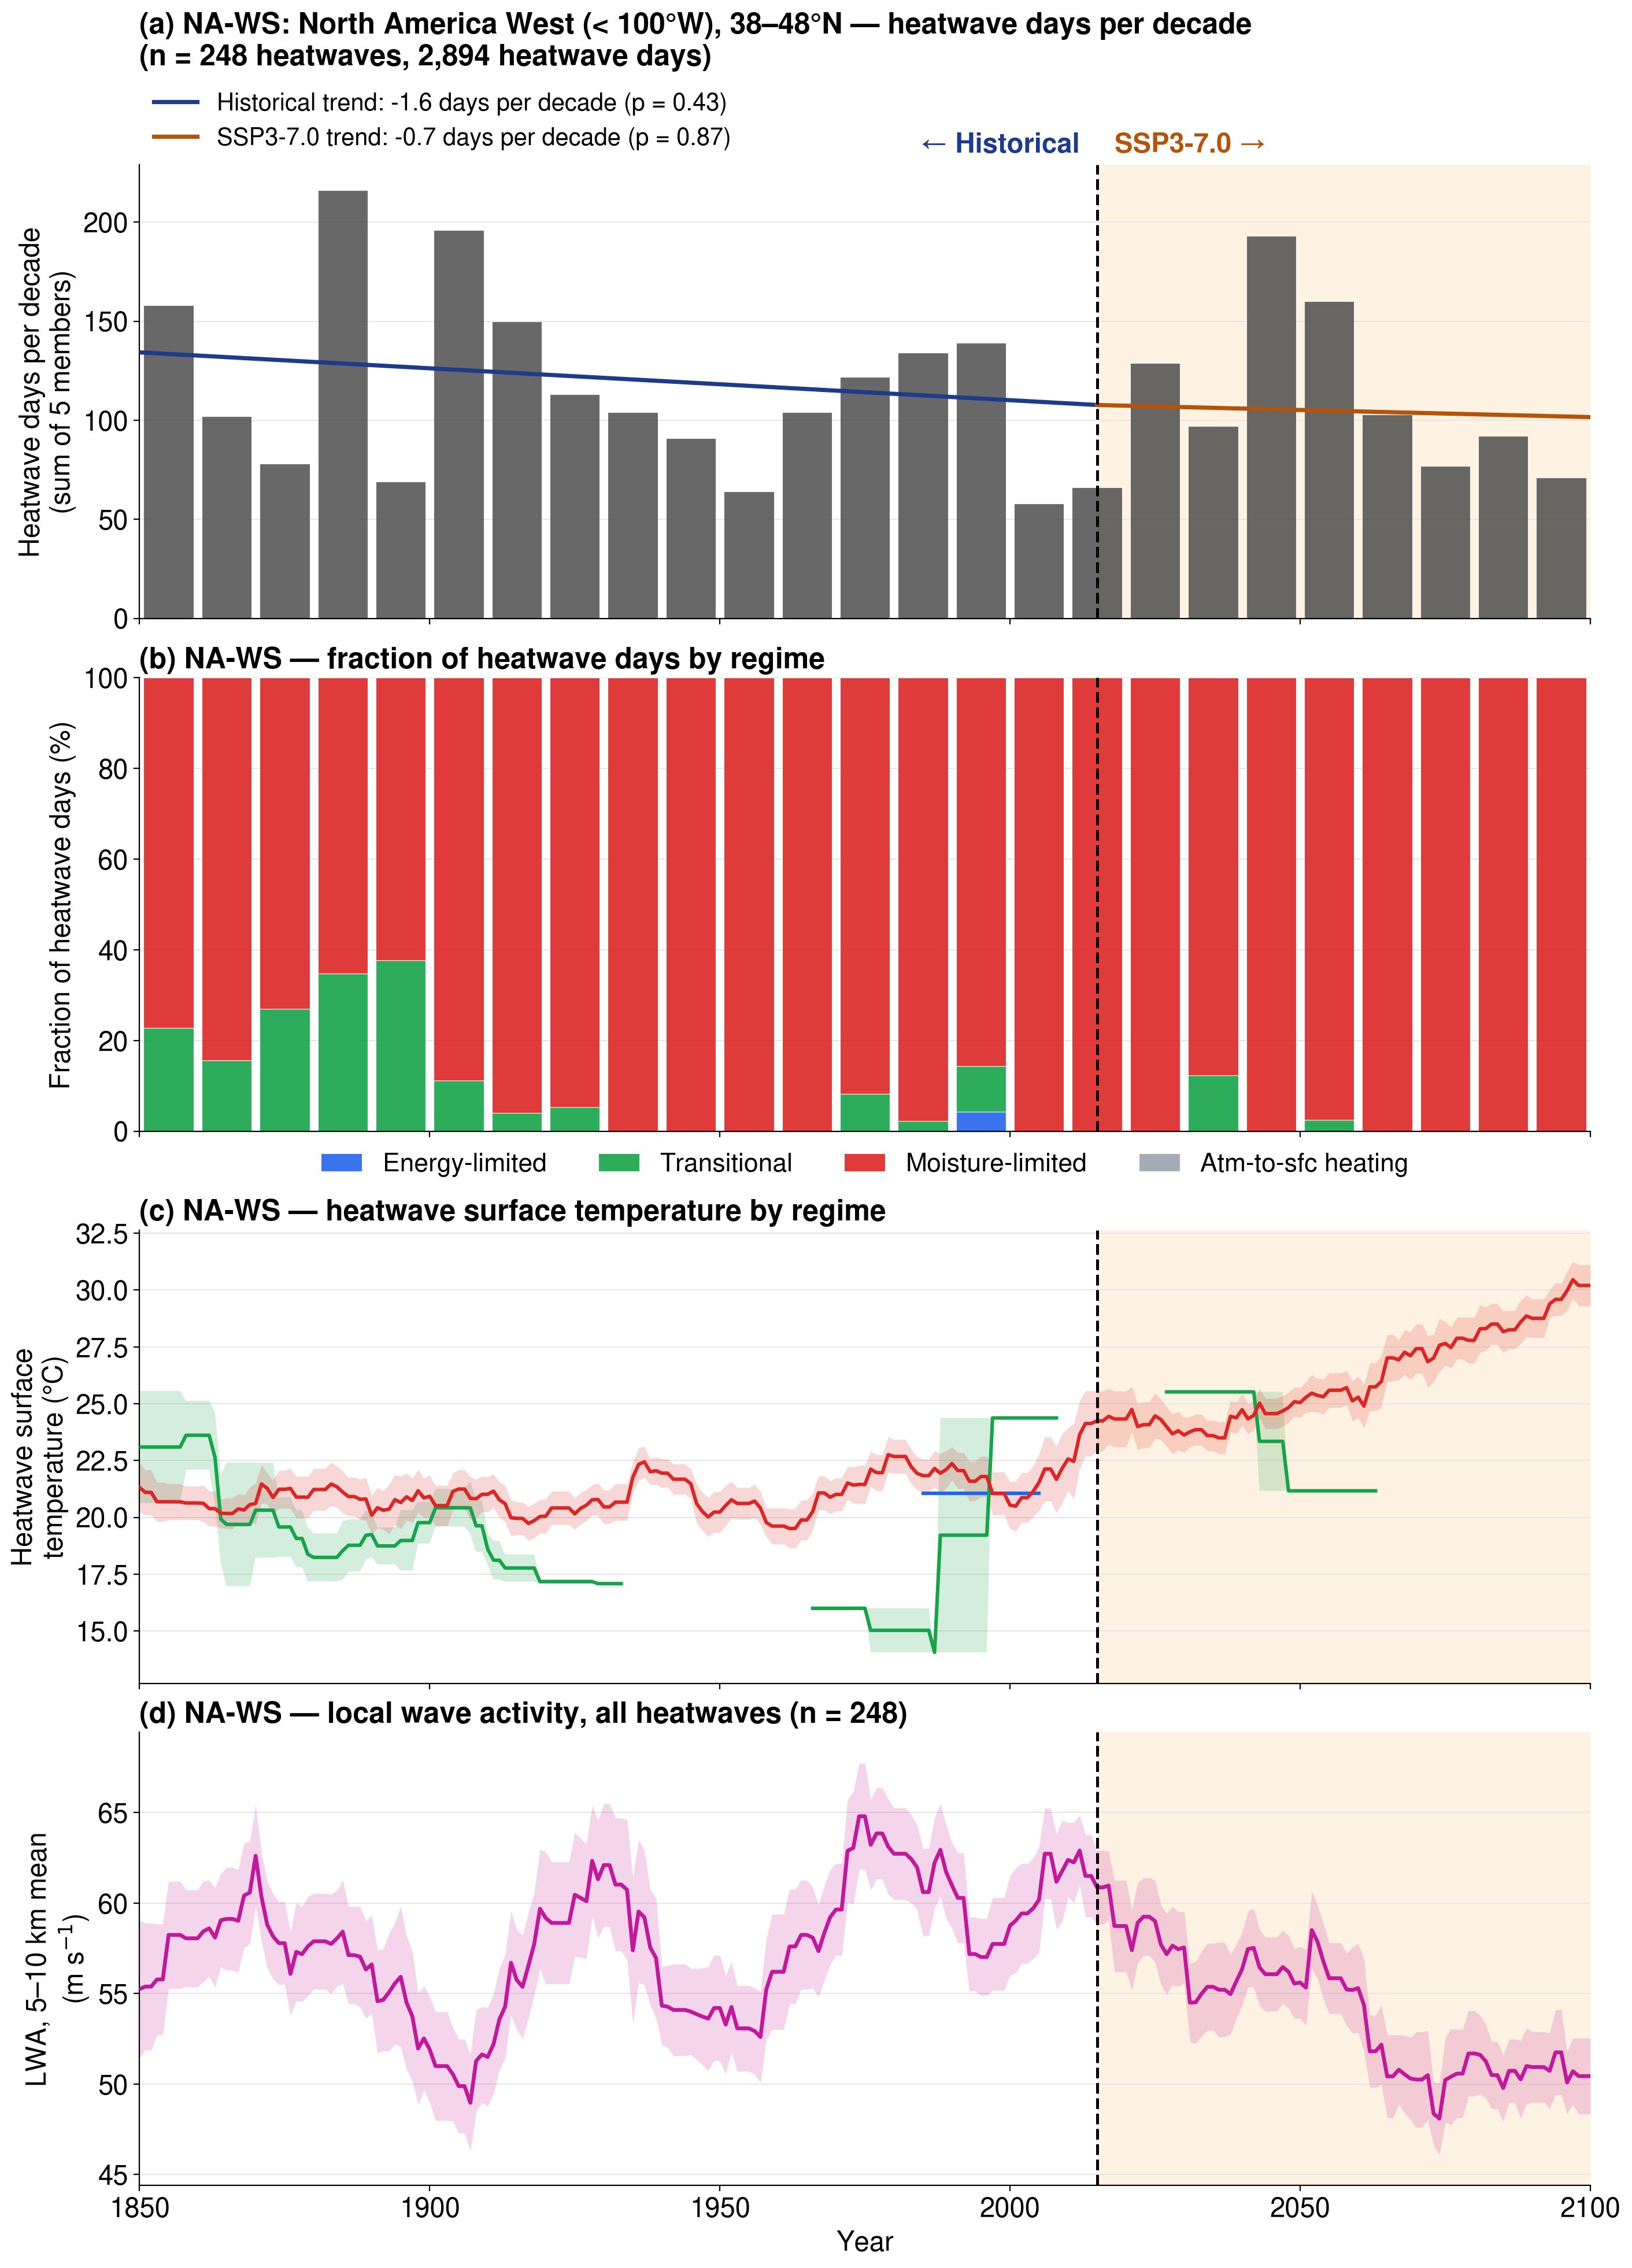 (a) NA-WS: North America West (< 100°W), 38–48°N — heatwave days per decade
(n = 248 heatwaves, 2,894 heatwave days)
Historical trend: -1.6 days per decade (p = 0.43)
SSP3-7.0 trend: -0.7 days per decade (p = 0.87)
← Historical
SSP3-7.0 →
Heatwave days per decade
(sum of 5 members)
200
150
100
50
0
(b) NA-WS — fraction of heatwave days by regime
Fraction of heatwave days (%)
100
80
60
40
20
0
Energy-limited
Transitional
Moisture-limited
Atm-to-sfc heating
(c) NA-WS — heatwave surface temperature by regime
Heatwave surface
temperature (°C)
32.5
30.0
27.5
25.0
22.5
20.0
17.5
15.0
(d) NA-WS — local wave activity, all heatwaves (n = 248)
LWA, 5–10 km mean
(m s⁻¹)
65
60
55
50
45
1850
1900
1950
2000
2050
2100
Year